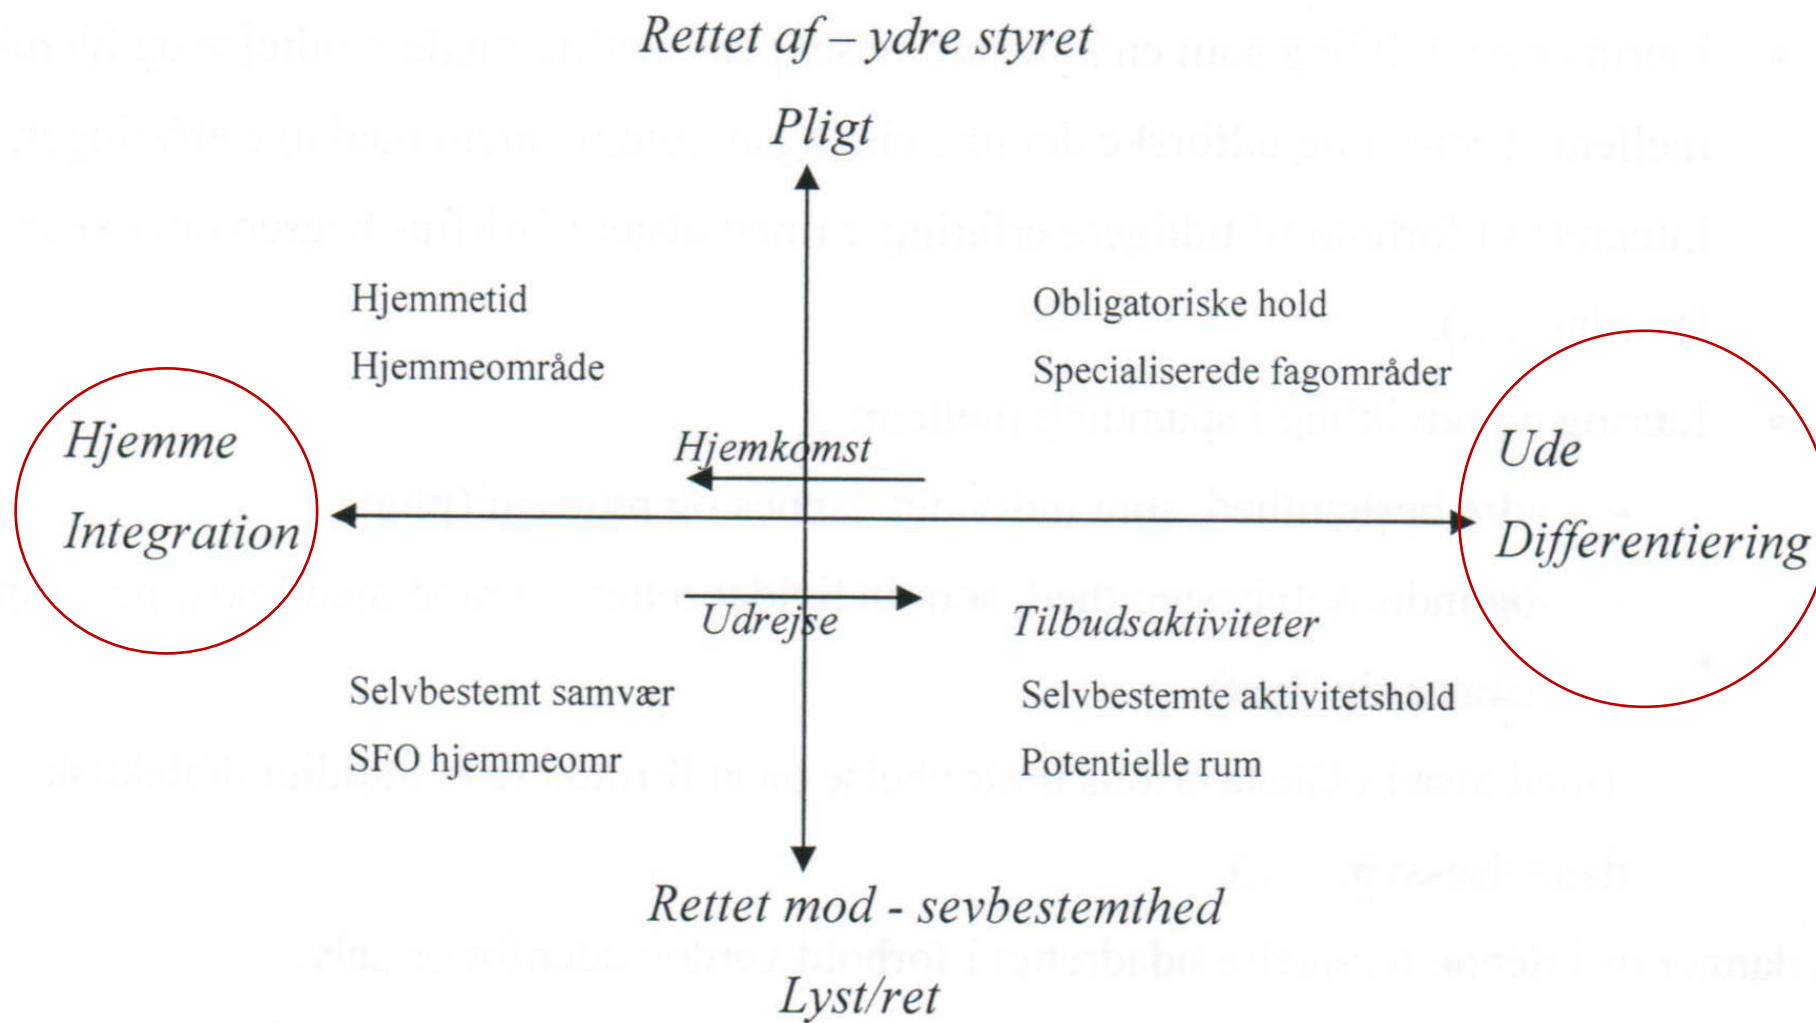 Rettet af – ydre styret
Pligt
Hjemmetid
Hjemmeområde
Obligatoriske hold
Specialiserede fagområder
Hjemme
Integration
Hjemkomst
Ude
Differentiering
Udrejse
Tilbudsaktiviteter
Selvbestemt samvær
SFO hjemmeomr
Selvbestemte aktivitetshold
Potentielle rum
Rettet mod - sevbestemthed
Lyst/ret